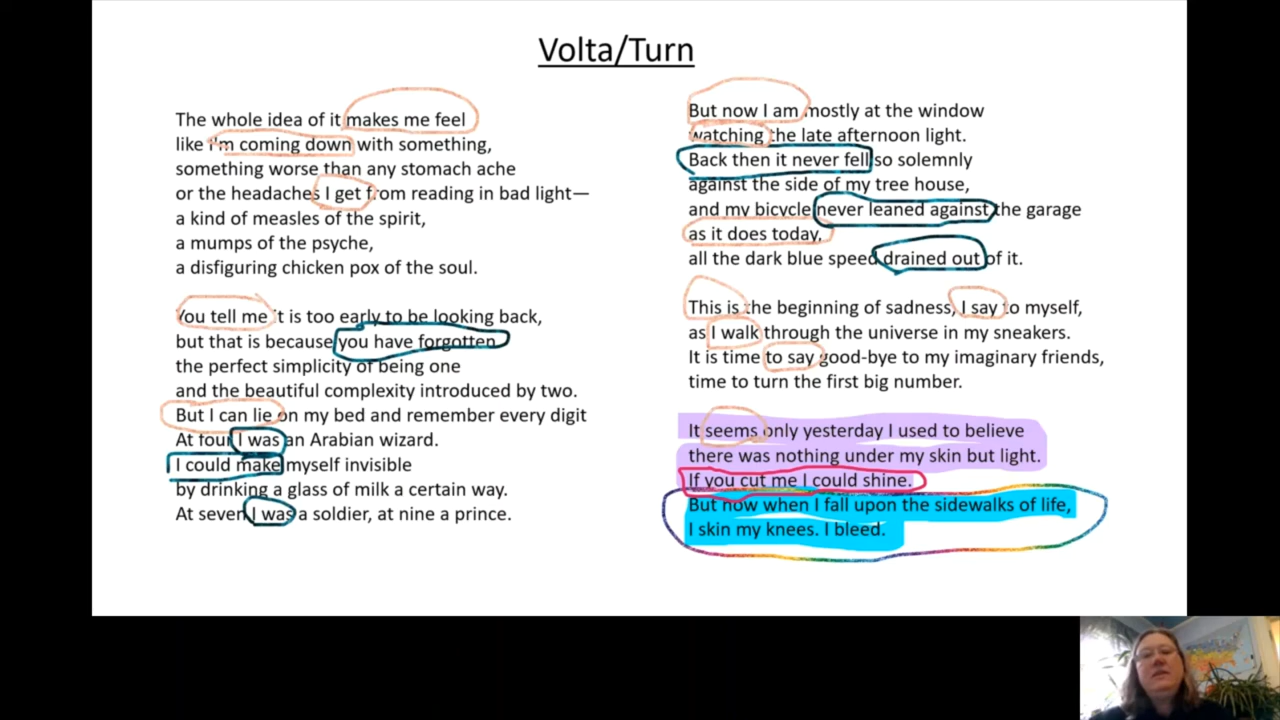 Volta/Turn
The whole idea of it makes me feel
like I'm coming down with something,
something worse than any stomach ache
or the headaches I get from reading in bad light—
a kind of measles of the spirit,
a mumps of the psyche,
a disfiguring chicken pox of the soul.
You tell me it is too early to be looking back,
but that is because you have forgotten
the perfect simplicity of being one
and the beautiful complexity introduced by two.
But I can lie on my bed and remember every digit
At four I was an Arabian wizard.
I could make myself invisible
by drinking a glass of milk a certain way.
At seven I was a soldier, at nine a prince.
But now I am mostly at the window
watching the late afternoon light.
Back then it never fell so solemnly
against the side of my tree house,
and my bicycle never leaned against the garage
as it does today,
all the dark blue speed drained out of it.
This is the beginning of sadness, I say to myself,
as I walk through the universe in my sneakers.
It is time to say good-bye to my imaginary friends,
time to turn the first big number.
It seems only yesterday I used to believe
there was nothing under my skin but light.
If you cut me I could shine.
But now when I fall upon the sidewalks of life,
I skin my knees. I bleed.